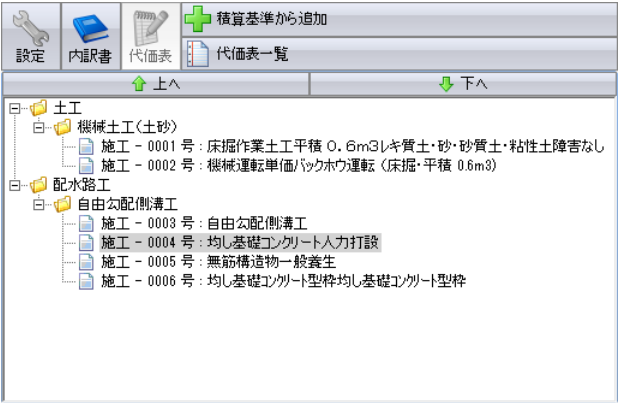 積算基準から追加
設定
内訳書
代価表
代価表一覧
上へ
下へ
土工
機械土工(土砂)
施工 - 0001 号 : 床掘作業土工平積 0.6m3レキ質土・砂・砂質土・粘性土障害なし
施工 - 0002 号 : 機械運転単価バックホウ運転 (床掘・平積 0.6m3)
配水路工
自由勾配側溝工
施工 - 0003 号 : 自由勾配側溝工
施工 - 0004 号 : 均し基礎コンクリート人力打設
施工 - 0005 号 : 無筋構造物一般養生
施工 - 0006 号 : 均し基礎コンクリート型枠均し基礎コンクリート型枠